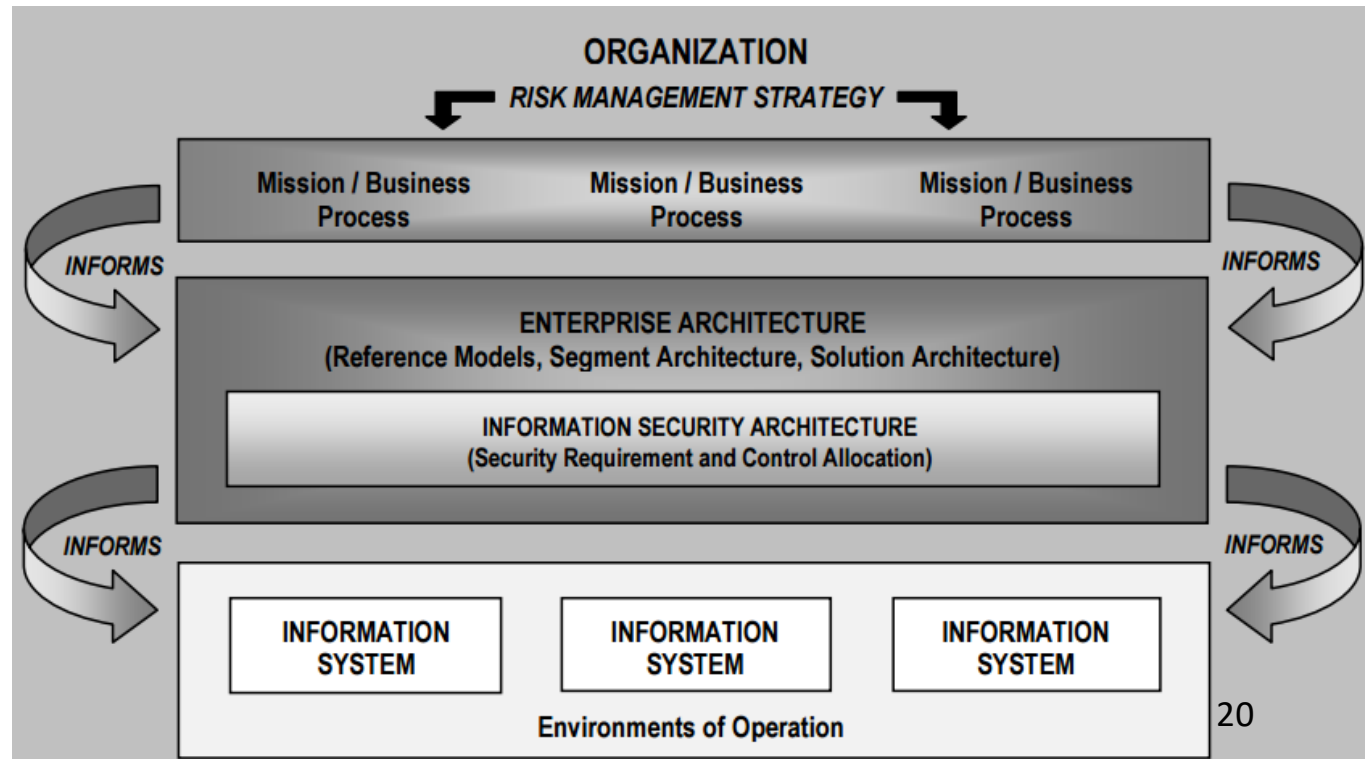 ORGANIZATION
RISK MANAGEMENT STRATEGY
Mission / Business
Process
Mission / Business
Process
Mission / Business
Process
INFORMS
INFORMS
ENTERPRISE ARCHITECTURE
(Reference Models, Segment Architecture, Solution Architecture)
INFORMATION SECURITY ARCHITECTURE
(Security Requirement and Control Allocation)
INFORMS
INFORMS
INFORMATION
SYSTEM
INFORMATION
SYSTEM
INFORMATION
SYSTEM
Environments of Operation
20